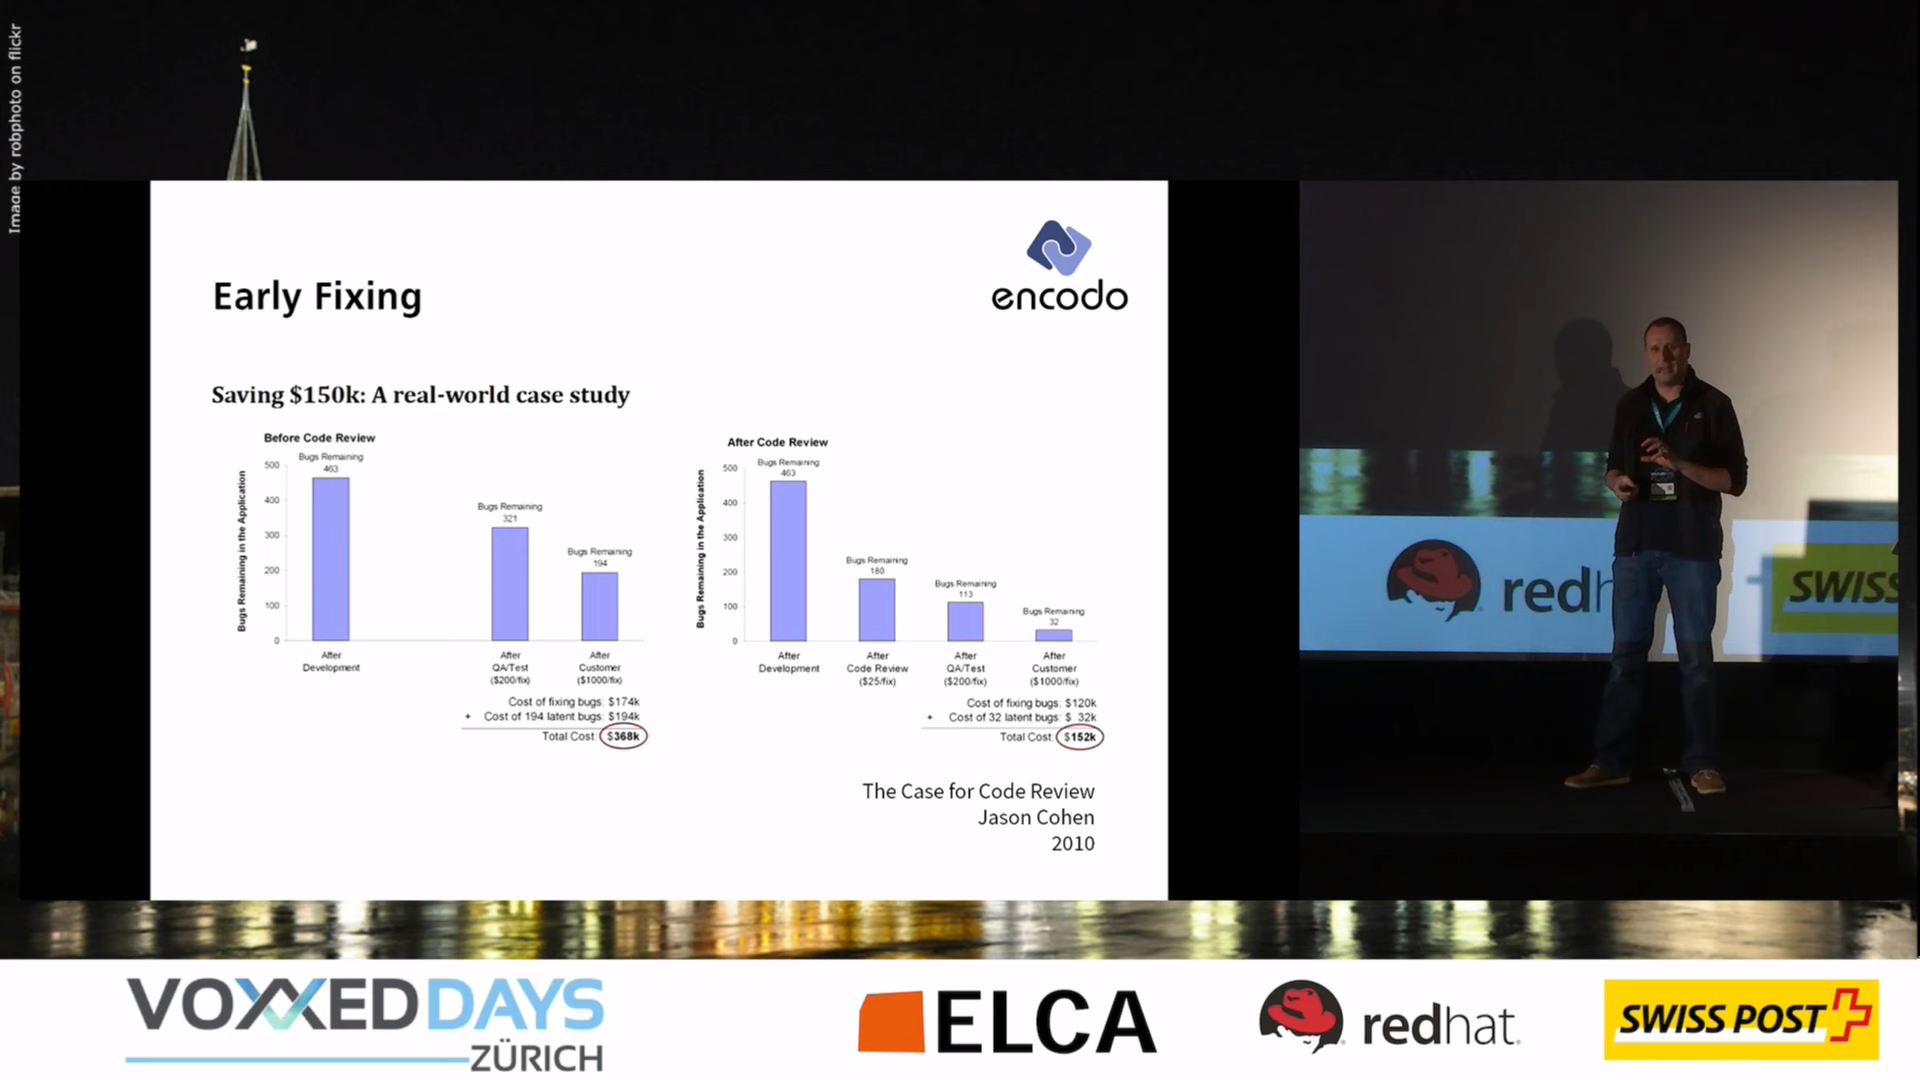 Image by robphoto on flickr
encodo
Early Fixing
Saving $150k: A real-world case study
Before Code Review
Bugs Remaining in the Application
500
400
300
200
100
0
Bugs Remaining
463
Bugs Remaining
321
Bugs Remaining
194
After
Development
After
QA/Test
($200/fix)
After
Customer
($1000/fix)
Cost of fixing bugs: $174k
+ Cost of 194 latent bugs: $194k
Total Cost: $368k
After Code Review
Bugs Remaining in the Application
500
400
300
200
100
0
Bugs Remaining
463
Bugs Remaining
180
Bugs Remaining
113
Bugs Remaining
32
After
Development
After
Code Review
($25/fix)
After
QA/Test
($200/fix)
After
Customer
($1000/fix)
Cost of fixing bugs: $120k
+ Cost of 32 latent bugs: $ 32k
Total Cost: $152k
The Case for Code Review
Jason Cohen
2010
redh
SWISS
VOXXED DAYS
ZÜRICH
ELCA
redhat.
SWISS POST